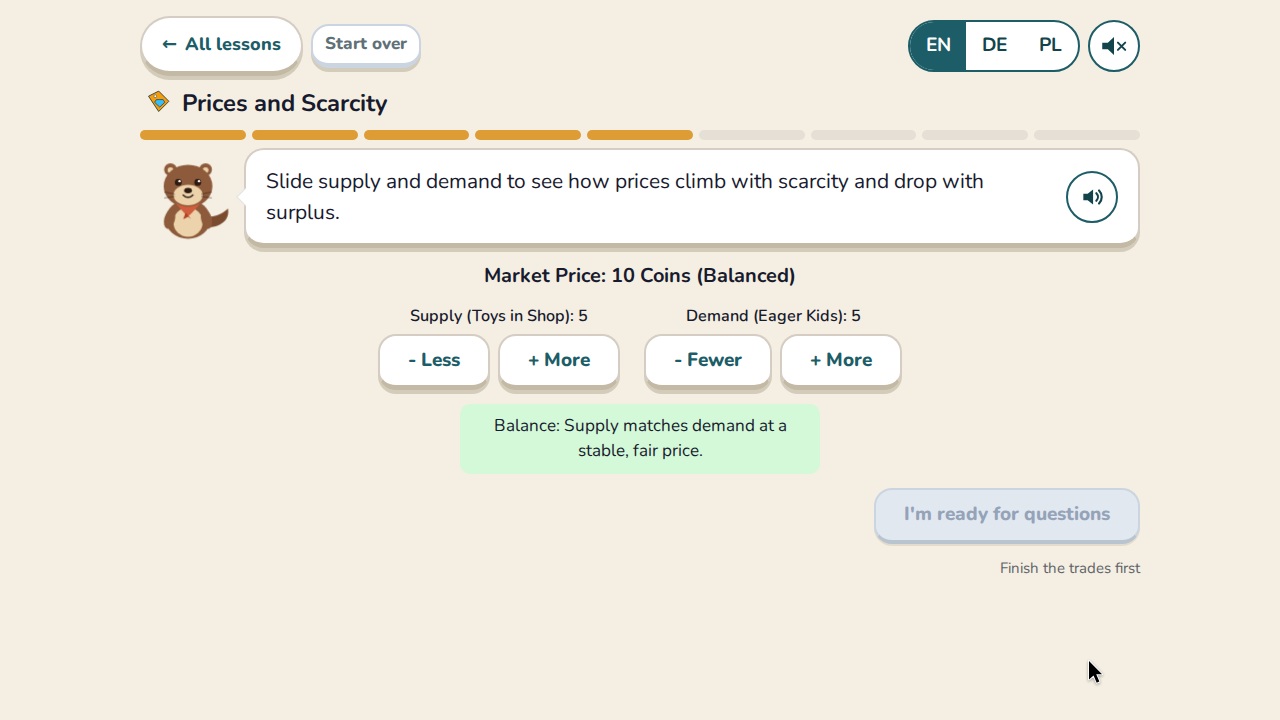 ← All lessons
Start over
EN DE PL
Prices and Scarcity
Slide supply and demand to see how prices climb with scarcity and drop with
surplus.
Market Price: 10 Coins (Balanced)
Supply (Toys in Shop): 5
Demand (Eager Kids): 5
- Less
+ More
- Fewer
+ More
Balance: Supply matches demand at a
stable, fair price.
I'm ready for questions
Finish the trades first